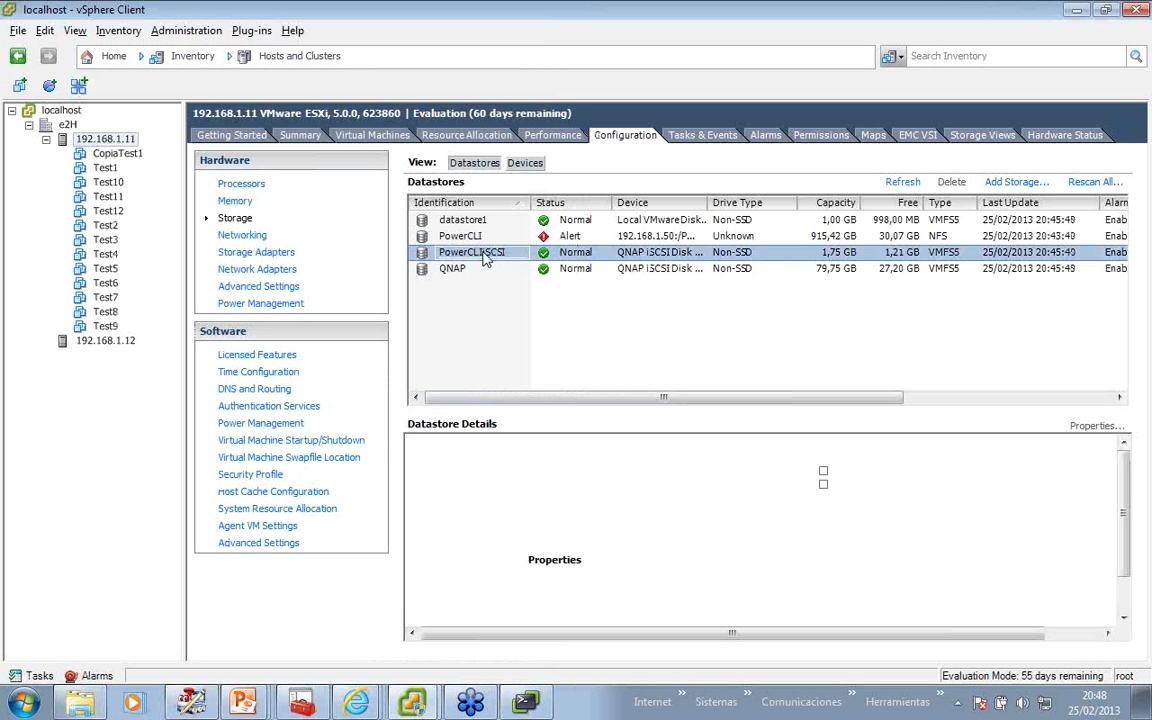 localhost - vSphere Client
File Edit View Inventory Administration Plug-ins Help
Home Inventory Hosts and Clusters Search Inventory
localhost
e2H
192.168.1.11
CopiaTest1
Test1
Test10
Test11
Test12
Test2
Test3
Test4
Test5
Test6
Test7
Test8
Test9
192.168.1.12
192.168.1.11 VMware ESXi, 5.0.0, 623860 | Evaluation (60 days remaining)
Getting Started Summary Virtual Machines Resource Allocation Performance Configuration Tasks & Events Alarms Permissions Maps EMC VSI Storage Views Hardware Status
Hardware
Processors
Memory
Storage
Networking
Storage Adapters
Network Adapters
Advanced Settings
Power Management
Software
Licensed Features
Time Configuration
DNS and Routing
Authentication Services
Power Management
Virtual Machine Startup/Shutdown
Virtual Machine Swapfile Location
Security Profile
Host Cache Configuration
System Resource Allocation
Agent VM Settings
Advanced Settings
View: Datastores Devices
Datastores
Refresh Delete Add Storage... Rescan All...
Identification Status Device Drive Type Capacity Free Type Last Update Alarm
datastore1 Normal Local VMware Disk... Non-SSD 1,00 GB 998,00 MB VMFS5 25/02/2013 20:45:49 Enab
PowerCLI Alert 192.168.1.50:/P... Unknown 915,42 GB 30,07 GB NFS 25/02/2013 20:45:49 Enab
PowerCLIiSCSI Normal QNAP iSCSI Disk ... Non-SSD 1,75 GB 1,21 GB VMFS5 25/02/2013 20:45:49 Enab
QNAP Normal QNAP iSCSI Disk ... Non-SSD 79,75 GB 27,20 GB VMFS5 25/02/2013 20:45:49 Enab
Datastore Details
Properties...
Properties
Tasks Alarms
Evaluation Mode: 55 days remaining root
Internet » Sistemas » Comunicaciones » Herramientas »
20:48
25/02/2013